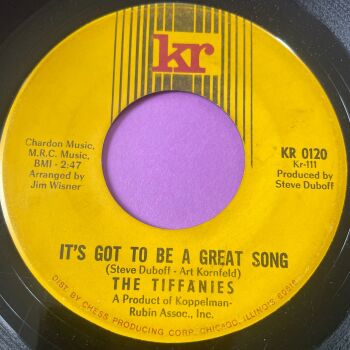 kr
Chardon Music,
M.R.C. Music,
BMI - 2:47
Arranged by
Jim Wisner
KR 0120
Kr-111
Produced by
Steve Duboff
IT'S GOT TO BE A GREAT SONG
(Steve Duboff - Art Kornfeld)
THE TIFFANIES
A Product of Koppelman-
Rubin Assoc., Inc.
DIST. BY CHESS PRODUCING CORP., CHICAGO, ILLINOIS 60616